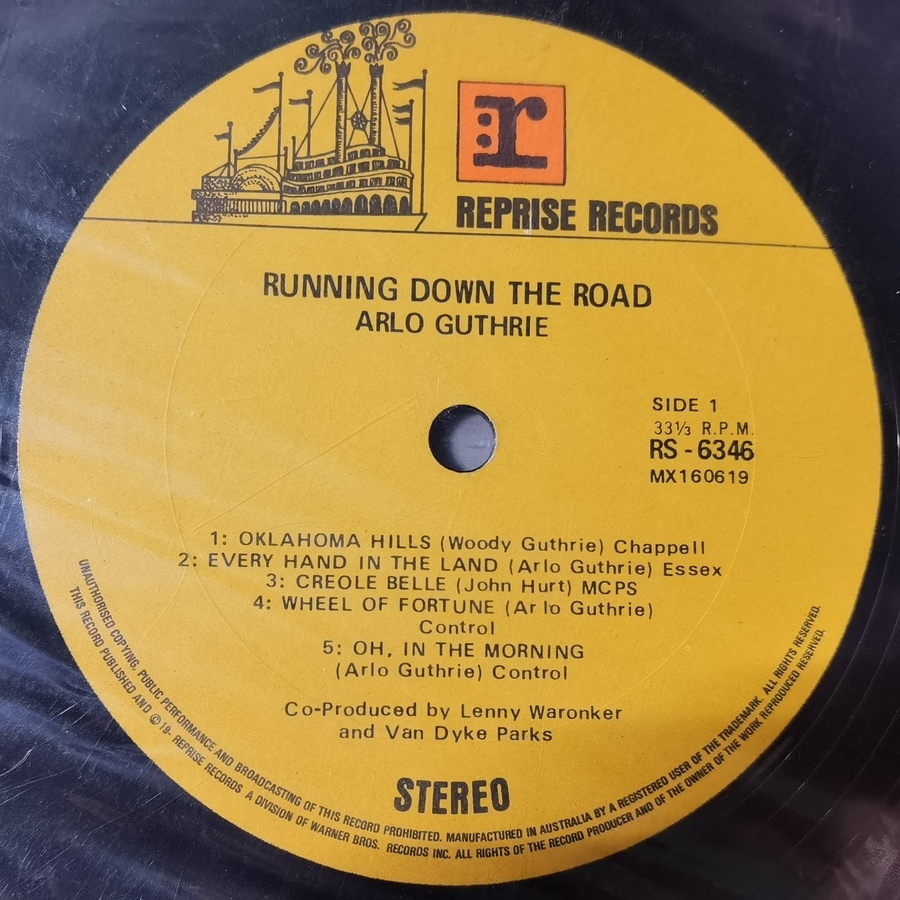 r
REPRISE RECORDS
RUNNING DOWN THE ROAD
ARLO GUTHRIE
SIDE 1
33⅓ R.P.M.
RS - 6346
MX160619
1: OKLAHOMA HILLS (Woody Guthrie) Chappell
2: EVERY HAND IN THE LAND (Arlo Guthrie) Essex
3: CREOLE BELLE (John Hurt) MCPS
4: WHEEL OF FORTUNE (Arlo Guthrie)
Control
5: OH, IN THE MORNING
(Arlo Guthrie) Control
Co-Produced by Lenny Waronker
and Van Dyke Parks
STEREO
UNAUTHORISED COPYING, PUBLIC PERFORMANCE AND BROADCASTING OF THIS RECORD PROHIBITED. MANUFACTURED IN AUSTRALIA BY A REGISTERED USER OF THE TRADEMARK. ALL RIGHTS RESERVED.
THIS RECORD PUBLISHED AND ©19- REPRISE RECORDS A DIVISION OF WARNER BROS. RECORDS INC. ALL RIGHTS OF THE RECORD PRODUCER AND OF THE OWNER OF THE WORK REPRODUCED RESERVED.